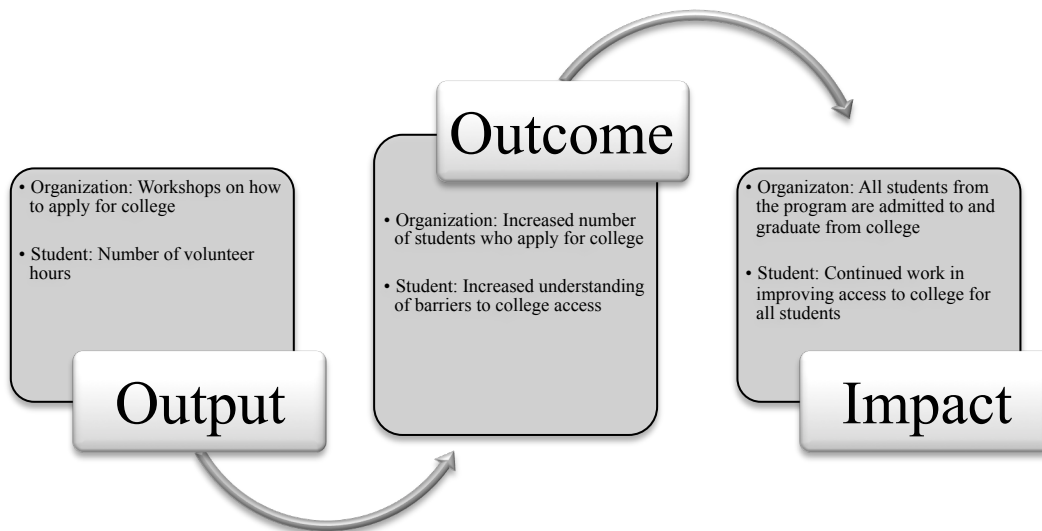 • Organization: Workshops on how
to apply for college
• Student: Number of volunteer
hours
Output
Outcome
• Organization: Increased number
of students who apply for college
• Student: Increased understanding
of barriers to college access
• Organizaton: All students from
the program are admitted to and
graduate from college
• Student: Continued work in
improving access to college for
all students
Impact